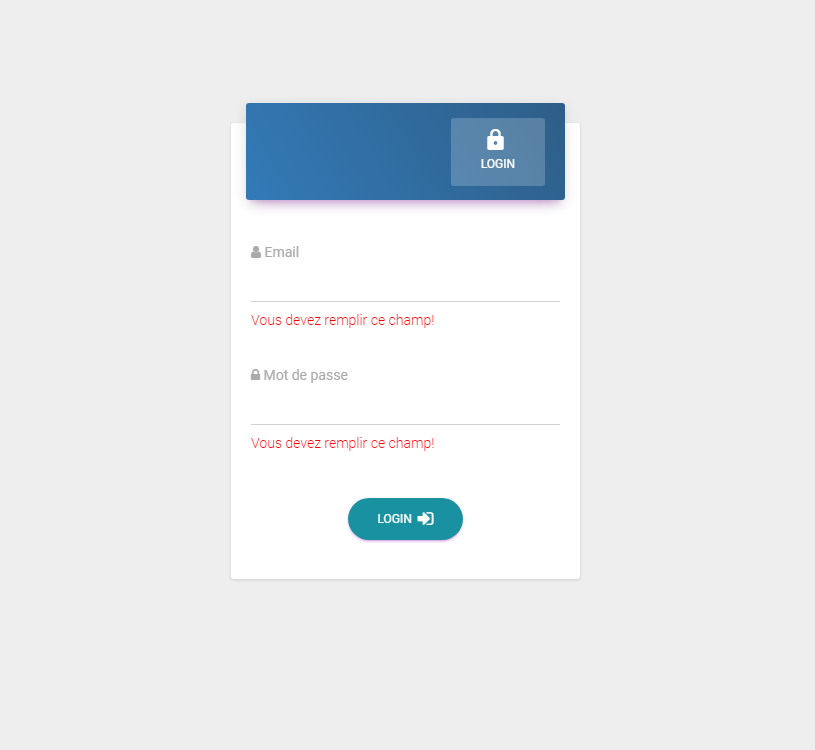 LOGIN
Email
Vous devez remplir ce champ!
Mot de passe
Vous devez remplir ce champ!
LOGIN